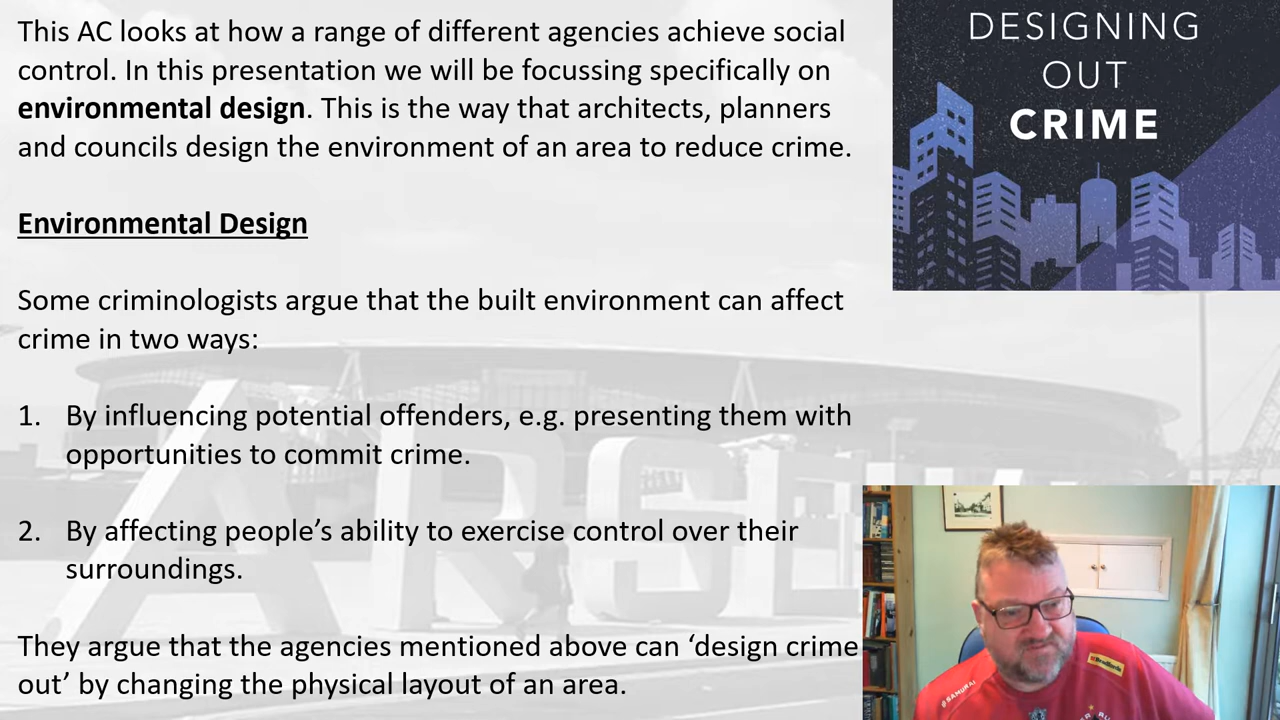 This AC looks at how a range of different agencies achieve social
control. In this presentation we will be focussing specifically on
environmental design. This is the way that architects, planners
and councils design the environment of an area to reduce crime.
Environmental Design
Some criminologists argue that the built environment can affect
crime in two ways:
1. By influencing potential offenders, e.g. presenting them with
opportunities to commit crime.
2. By affecting people’s ability to exercise control over their
surroundings.
They argue that the agencies mentioned above can ‘design crime
out’ by changing the physical layout of an area.
DESIGNING
OUT
CRIME
ARSE
SAMURAI
Bradfords